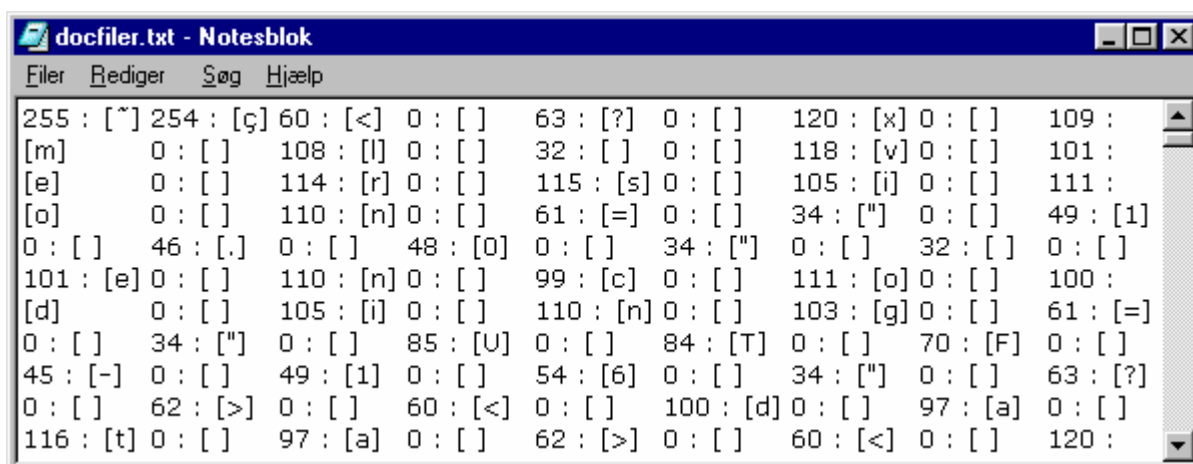 docfiler.txt - Notesblok
Filer Rediger Søg Hjælp
255 : [˜] 254 : [ç] 60 : [<] 0 : [ ] 63 : [?] 0 : [ ] 120 : [x] 0 : [ ] 109 :
[m] 0 : [ ] 108 : [l] 0 : [ ] 32 : [ ] 0 : [ ] 118 : [v] 0 : [ ] 101 :
[e] 0 : [ ] 114 : [r] 0 : [ ] 115 : [s] 0 : [ ] 105 : [i] 0 : [ ] 111 :
[o] 0 : [ ] 110 : [n] 0 : [ ] 61 : [=] 0 : [ ] 34 : ["] 0 : [ ] 49 : [1]
0 : [ ] 46 : [.] 0 : [ ] 48 : [0] 0 : [ ] 34 : ["] 0 : [ ] 32 : [ ] 0 : [ ]
101 : [e] 0 : [ ] 110 : [n] 0 : [ ] 99 : [c] 0 : [ ] 111 : [o] 0 : [ ] 100 :
[d] 0 : [ ] 105 : [i] 0 : [ ] 110 : [n] 0 : [ ] 103 : [g] 0 : [ ] 61 : [=]
0 : [ ] 34 : ["] 0 : [ ] 85 : [U] 0 : [ ] 84 : [T] 0 : [ ] 70 : [F] 0 : [ ]
45 : [-] 0 : [ ] 49 : [1] 0 : [ ] 54 : [6] 0 : [ ] 34 : ["] 0 : [ ] 63 : [?]
0 : [ ] 62 : [>] 0 : [ ] 60 : [<] 0 : [ ] 100 : [d] 0 : [ ] 97 : [a] 0 : [ ]
116 : [t] 0 : [ ] 97 : [a] 0 : [ ] 62 : [>] 0 : [ ] 60 : [<] 0 : [ ] 120 :